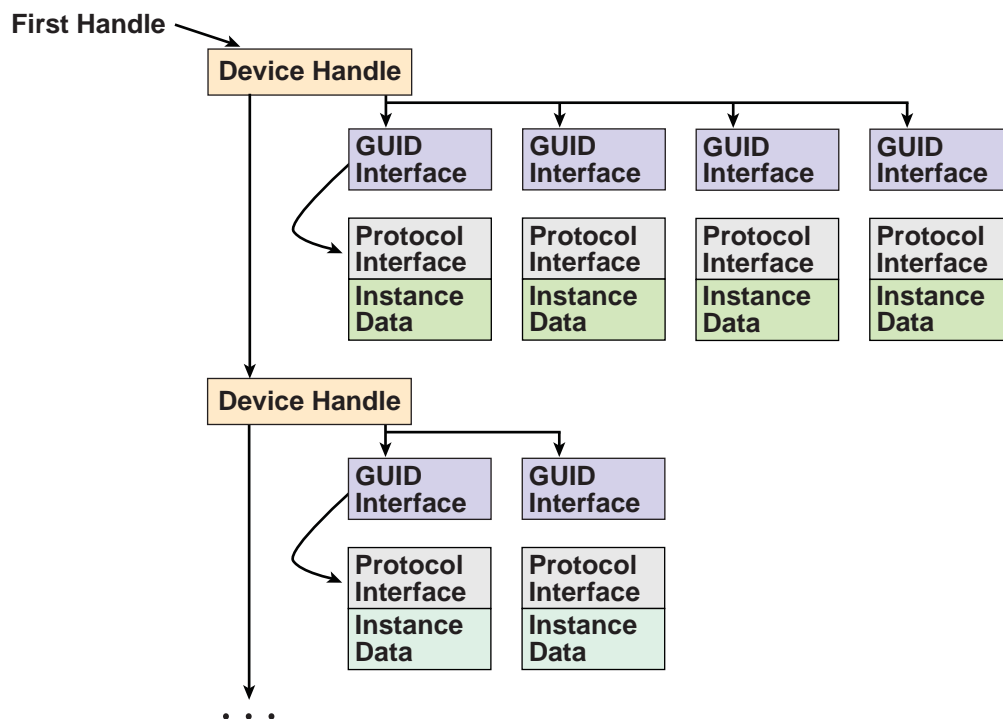 First Handle
Device Handle
GUID
Interface
GUID
Interface
GUID
Interface
GUID
Interface
Protocol
Interface
Protocol
Interface
Protocol
Interface
Protocol
Interface
Instance
Data
Instance
Data
Instance
Data
Instance
Data
Device Handle
GUID
Interface
GUID
Interface
Protocol
Interface
Protocol
Interface
Instance
Data
Instance
Data
. . .